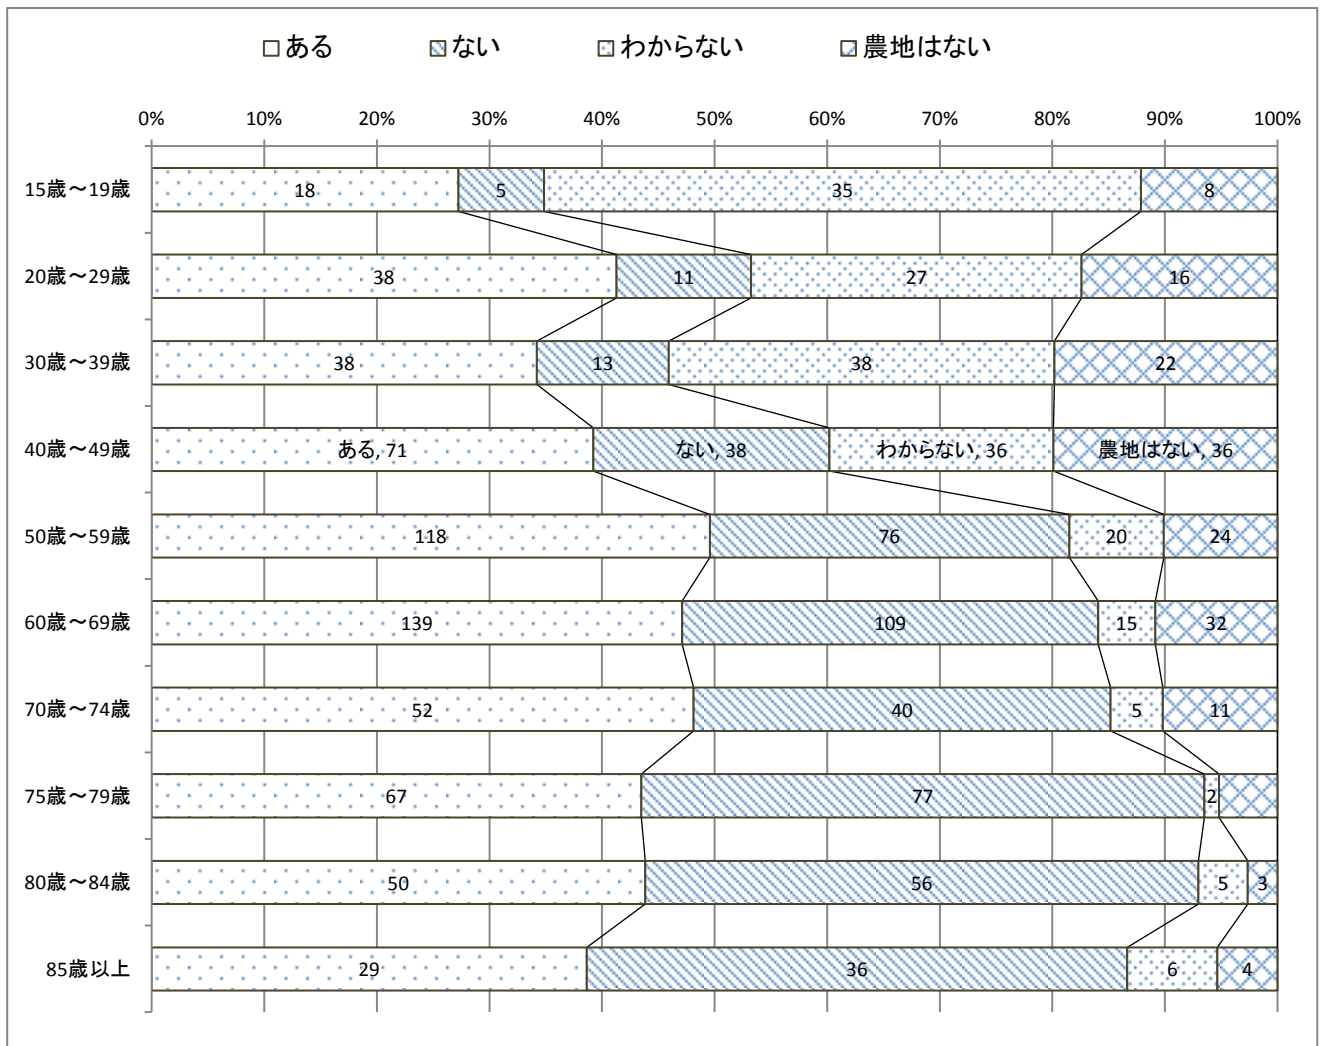 ある ない わからない 農地はない
0% 10% 20% 30% 40% 50% 60% 70% 80% 90% 100%
15歳～19歳 18 5 35 8
20歳～29歳 38 11 27 16
30歳～39歳 38 13 38 22
40歳～49歳 ある, 71 ない, 38 わからない, 36 農地はない, 36
50歳～59歳 118 76 20 24
60歳～69歳 139 109 15 32
70歳～74歳 52 40 5 11
75歳～79歳 67 77 2
80歳～84歳 50 56 5 3
85歳以上 29 36 6 4